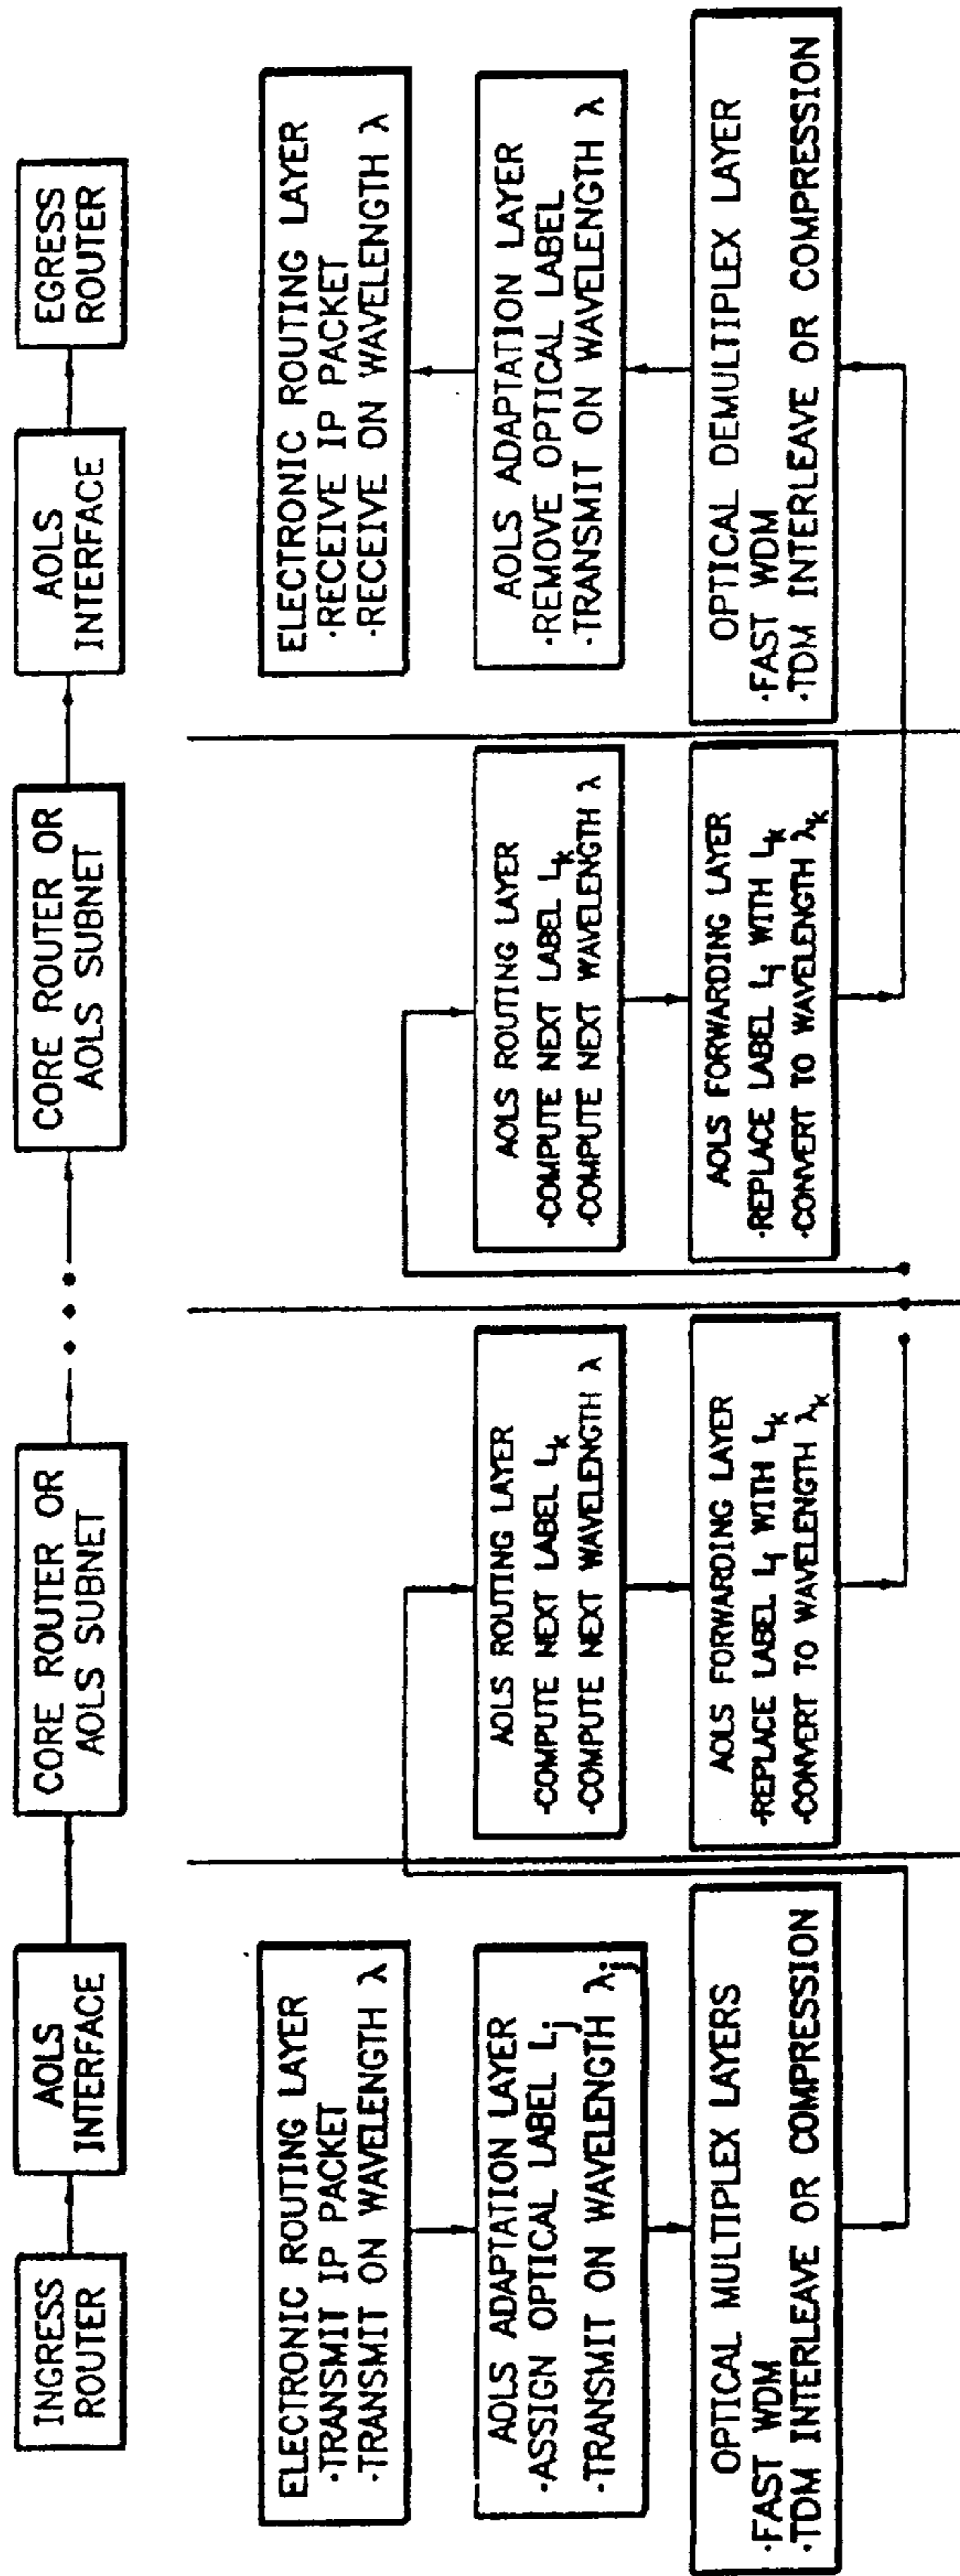 INGRESS
ROUTER
AOLS
INTERFACE
CORE ROUTER OR
AOLS SUBNET
CORE ROUTER OR
AOLS SUBNET
AOLS
INTERFACE
EGRESS
ROUTER
ELECTRONIC ROUTING LAYER
·TRANSMIT IP PACKET
·TRANSMIT ON WAVELENGTH λ
AOLS ADAPTATION LAYER
·ASSIGN OPTICAL LABEL Lj
·TRANSMIT ON WAVELENGTH λj
OPTICAL MULTIPLEX LAYERS
·FAST WDM
·TDM INTERLEAVE OR COMPRESSION
AOLS ROUTING LAYER
·COMPUTE NEXT LABEL Lk
·COMPUTE NEXT WAVELENGTH λ
AOLS FORWARDING LAYER
·REPLACE LABEL Lj WITH Lk
·CONVERT TO WAVELENGTH λk
AOLS ROUTING LAYER
·COMPUTE NEXT LABEL Lk
·COMPUTE NEXT WAVELENGTH λ
AOLS FORWARDING LAYER
·REPLACE LABEL Lj WITH Lk
·CONVERT TO WAVELENGTH λk
ELECTRONIC ROUTING LAYER
·RECEIVE IP PACKET
·RECEIVE ON WAVELENGTH λ
AOLS ADAPTATION LAYER
·REMOVE OPTICAL LABEL
·TRANSMIT ON WAVELENGTH λ
OPTICAL DEMULTIPLEX LAYER
·FAST WDM
·TDM INTERLEAVE OR COMPRESSION